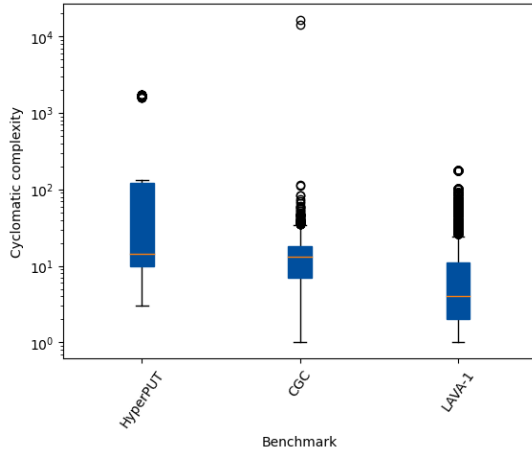 Cyclomatic complexity
10^4
10^3
10^2
10^1
10^0
HyperPUT
CGC
LAVA-1
Benchmark